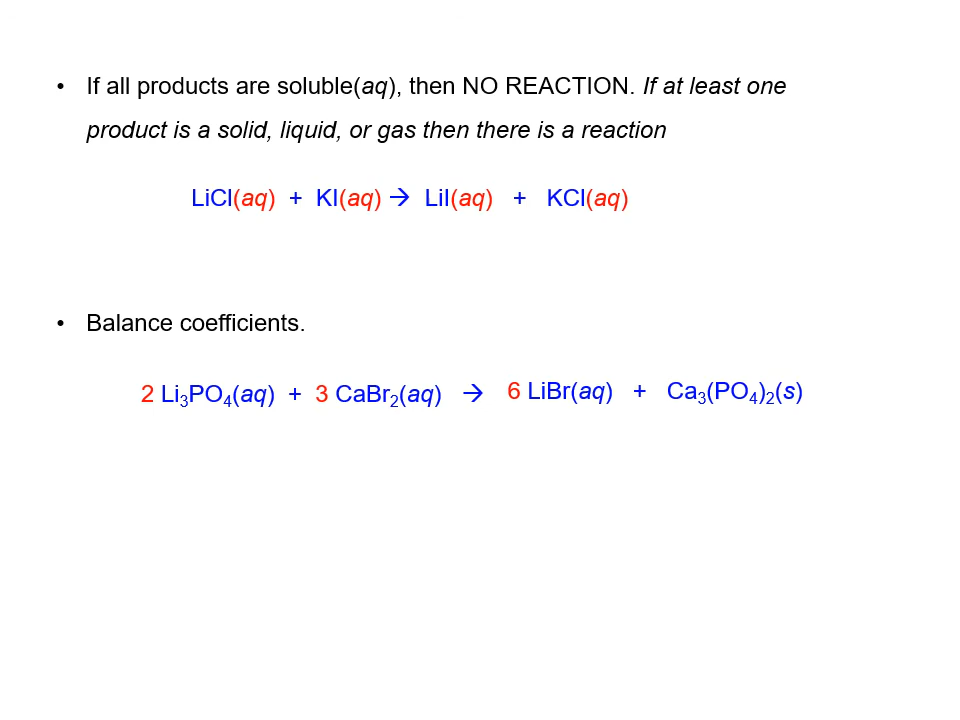 • If all products are soluble(aq), then NO REACTION. If at least one
product is a solid, liquid, or gas then there is a reaction
LiCl(aq) + KI(aq) → LiI(aq) + KCl(aq)
• Balance coefficients.
2 Li₃PO₄(aq) + 3 CaBr₂(aq) → 6 LiBr(aq) + Ca₃(PO₄)₂(s)